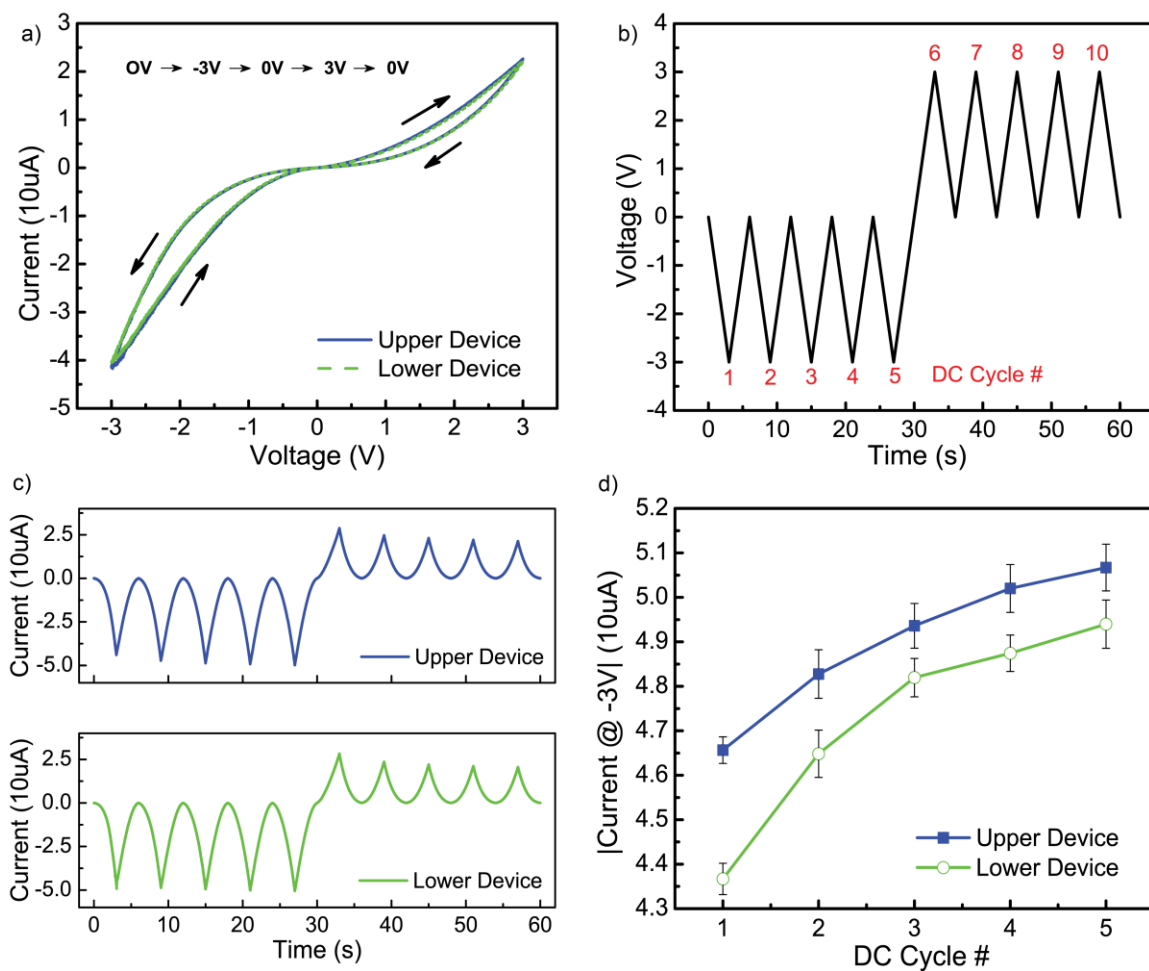 a)
OV → -3V → 0V → 3V → 0V
3
2
1
0
-1
-2
-3
-4
-5
Current (10uA)
Upper Device
Lower Device
-3 -2 -1 0 1 2 3
Voltage (V)
b)
4
3
2
1
0
-1
-2
-3
-4
Voltage (V)
6 7 8 9 10
1 2 3 4 5 DC Cycle #
0 10 20 30 40 50 60
Time (s)
c)
2.5
0.0
-2.5
-5.0
Current (10uA)
Upper Device
2.5
0.0
-2.5
-5.0
Current (10uA)
Lower Device
0 10 20 30 40 50 60
Time (s)
d)
5.2
5.1
5.0
4.9
4.8
4.7
4.6
4.5
4.4
4.3
|Current @ -3V| (10uA)
Upper Device
Lower Device
1 2 3 4 5
DC Cycle #